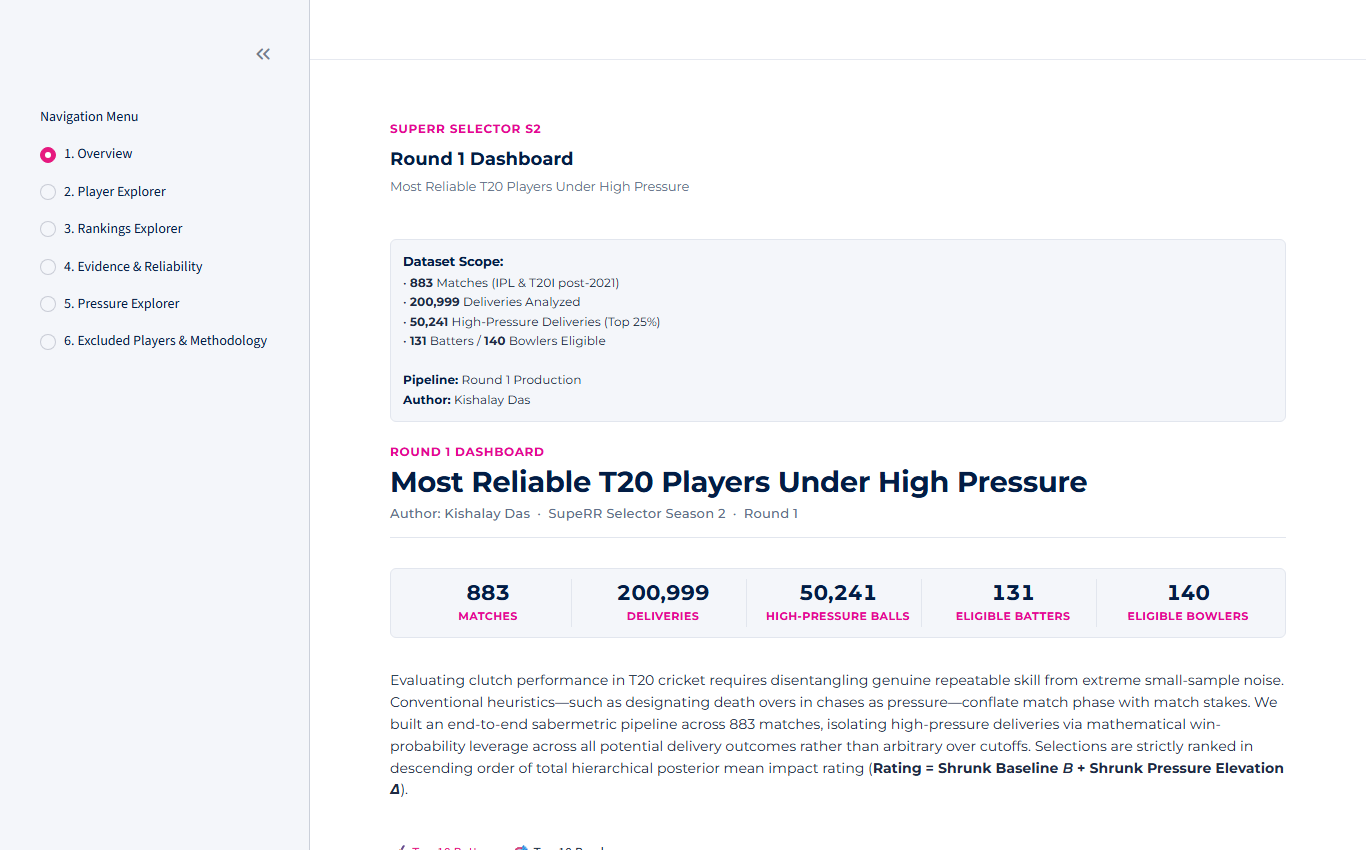 Navigation Menu
1. Overview
2. Player Explorer
3. Rankings Explorer
4. Evidence & Reliability
5. Pressure Explorer
6. Excluded Players & Methodology
SUPERR SELECTOR S2
Round 1 Dashboard
Most Reliable T20 Players Under High Pressure
Dataset Scope:
· 883 Matches (IPL & T20I post-2021)
· 200,999 Deliveries Analyzed
· 50,241 High-Pressure Deliveries (Top 25%)
· 131 Batters / 140 Bowlers Eligible
Pipeline: Round 1 Production
Author: Kishalay Das
ROUND 1 DASHBOARD
Most Reliable T20 Players Under High Pressure
Author: Kishalay Das · SupeRR Selector Season 2 · Round 1
883
MATCHES
200,999
DELIVERIES
50,241
HIGH-PRESSURE BALLS
131
ELIGIBLE BATTERS
140
ELIGIBLE BOWLERS
Evaluating clutch performance in T20 cricket requires disentangling genuine repeatable skill from extreme small-sample noise.
Conventional heuristics—such as designating death overs in chases as pressure—conflate match phase with match stakes. We
built an end-to-end sabermetric pipeline across 883 matches, isolating high-pressure deliveries via mathematical win-
probability leverage across all potential delivery outcomes rather than arbitrary over cutoffs. Selections are strictly ranked in
descending order of total hierarchical posterior mean impact rating (Rating = Shrunk Baseline B + Shrunk Pressure Elevation
Δ).